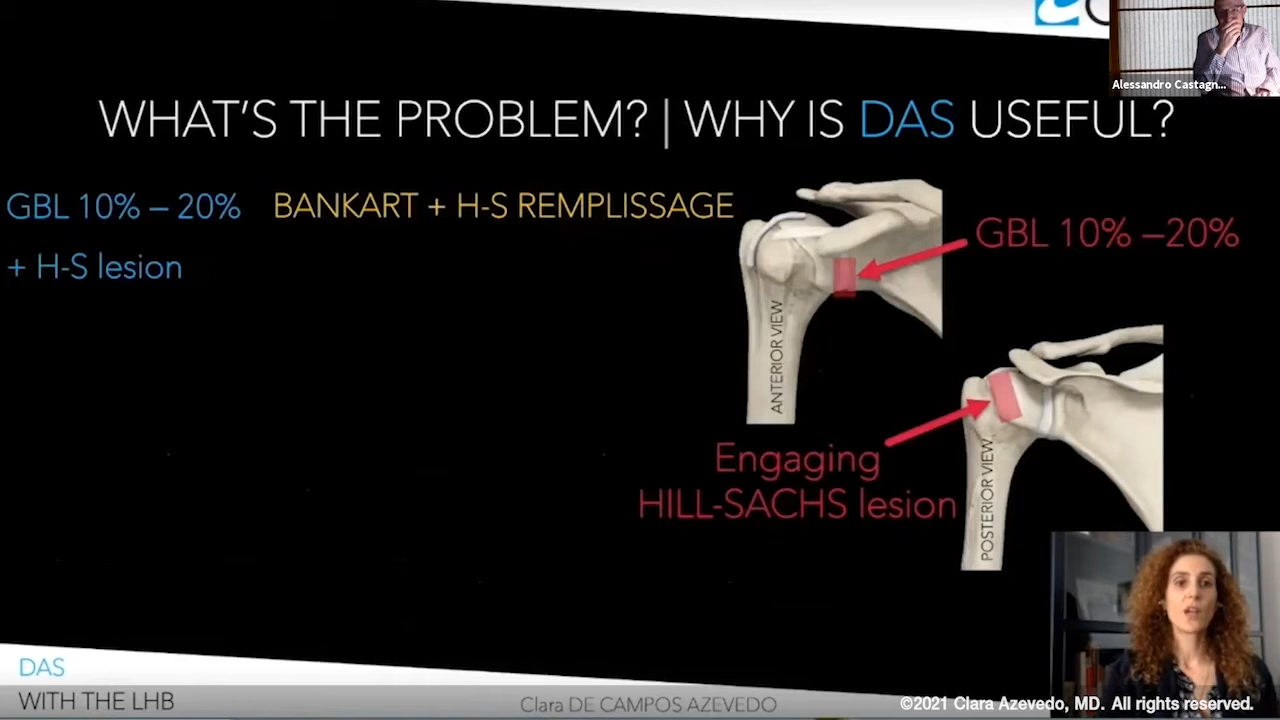 Alessandro Castagn...
WHAT'S THE PROBLEM? | WHY IS DAS USEFUL?
GBL 10% – 20% BANKART + H-S REMPLISSAGE
+ H-S lesion
GBL 10% –20%
ANTERIOR VIEW
Engaging
HILL-SACHS lesion
POSTERIOR VIEW
DAS
WITH THE LHB
Clara DE CAMPOS AZEVEDO
©2021 Clara Azevedo, MD. All rights reserved.